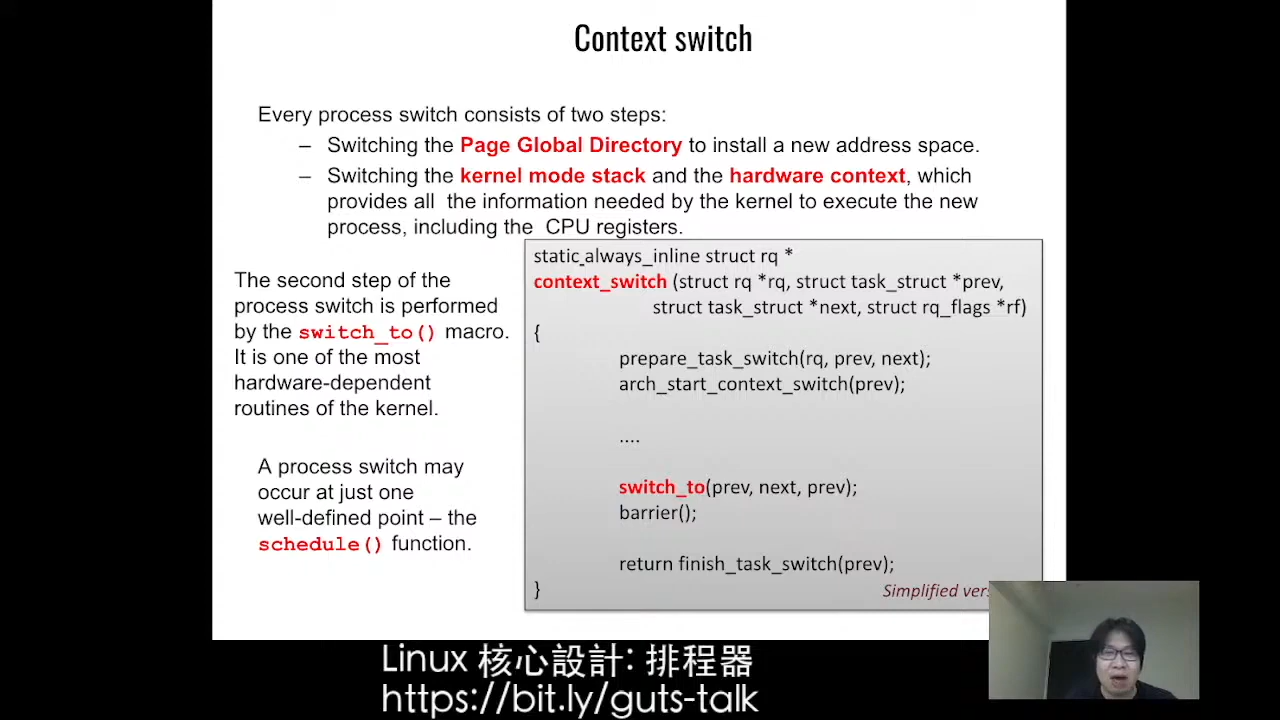 Context switch
Every process switch consists of two steps:
– Switching the Page Global Directory to install a new address space.
– Switching the kernel mode stack and the hardware context, which
provides all the information needed by the kernel to execute the new
process, including the CPU registers.
The second step of the
process switch is performed
by the switch_to() macro.
It is one of the most
hardware-dependent
routines of the kernel.
A process switch may
occur at just one
well-defined point – the
schedule() function.
static_always_inline struct rq *
context_switch (struct rq *rq, struct task_struct *prev,
struct task_struct *next, struct rq_flags *rf)
{
prepare_task_switch(rq, prev, next);
arch_start_context_switch(prev);
....
switch_to(prev, next, prev);
barrier();
return finish_task_switch(prev);
}
Simplified
Linux 核心設計: 排程器
https://bit.ly/guts-talk